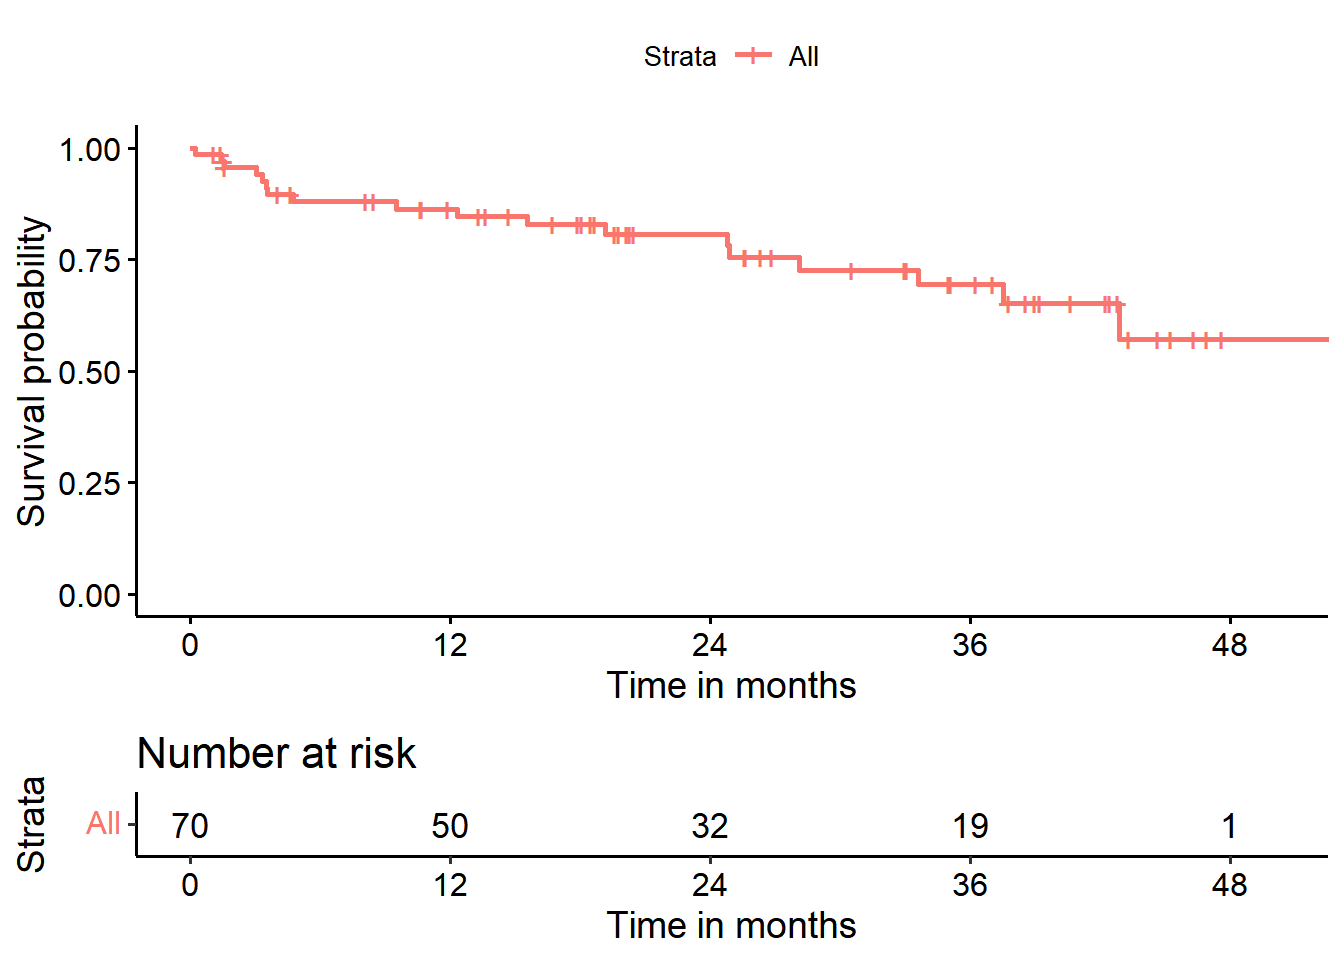 Strata All
Survival probability
1.00
0.75
0.50
0.25
0.00
0 12 24 36 48
Time in months
Number at risk
Strata
All 70 50 32 19 1
0 12 24 36 48
Time in months